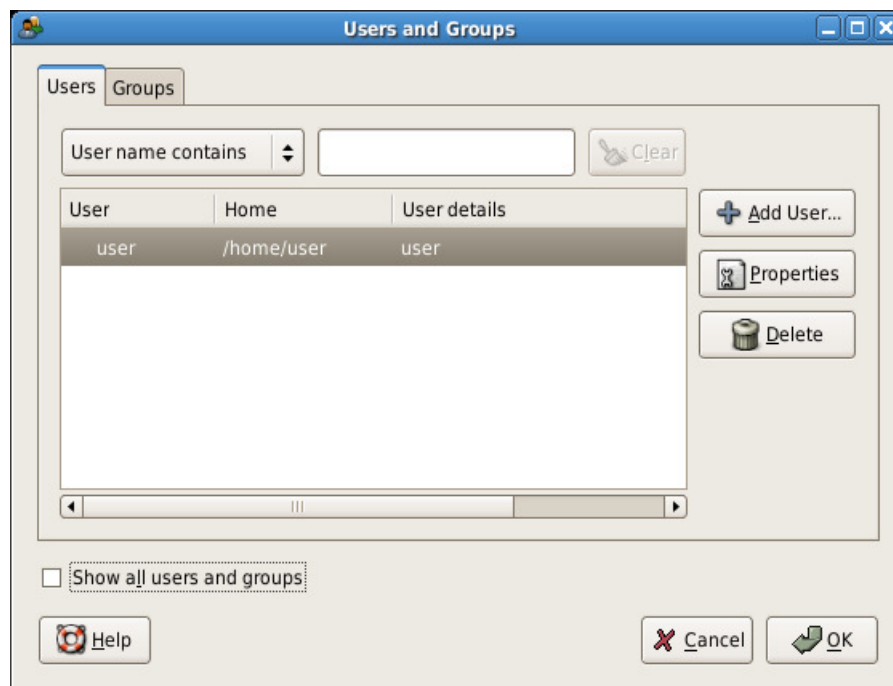 Users and Groups
Users Groups
User name contains Clear
User Home User details
user /home/user user
Add User...
Properties
Delete
Show all users and groups
Help Cancel OK